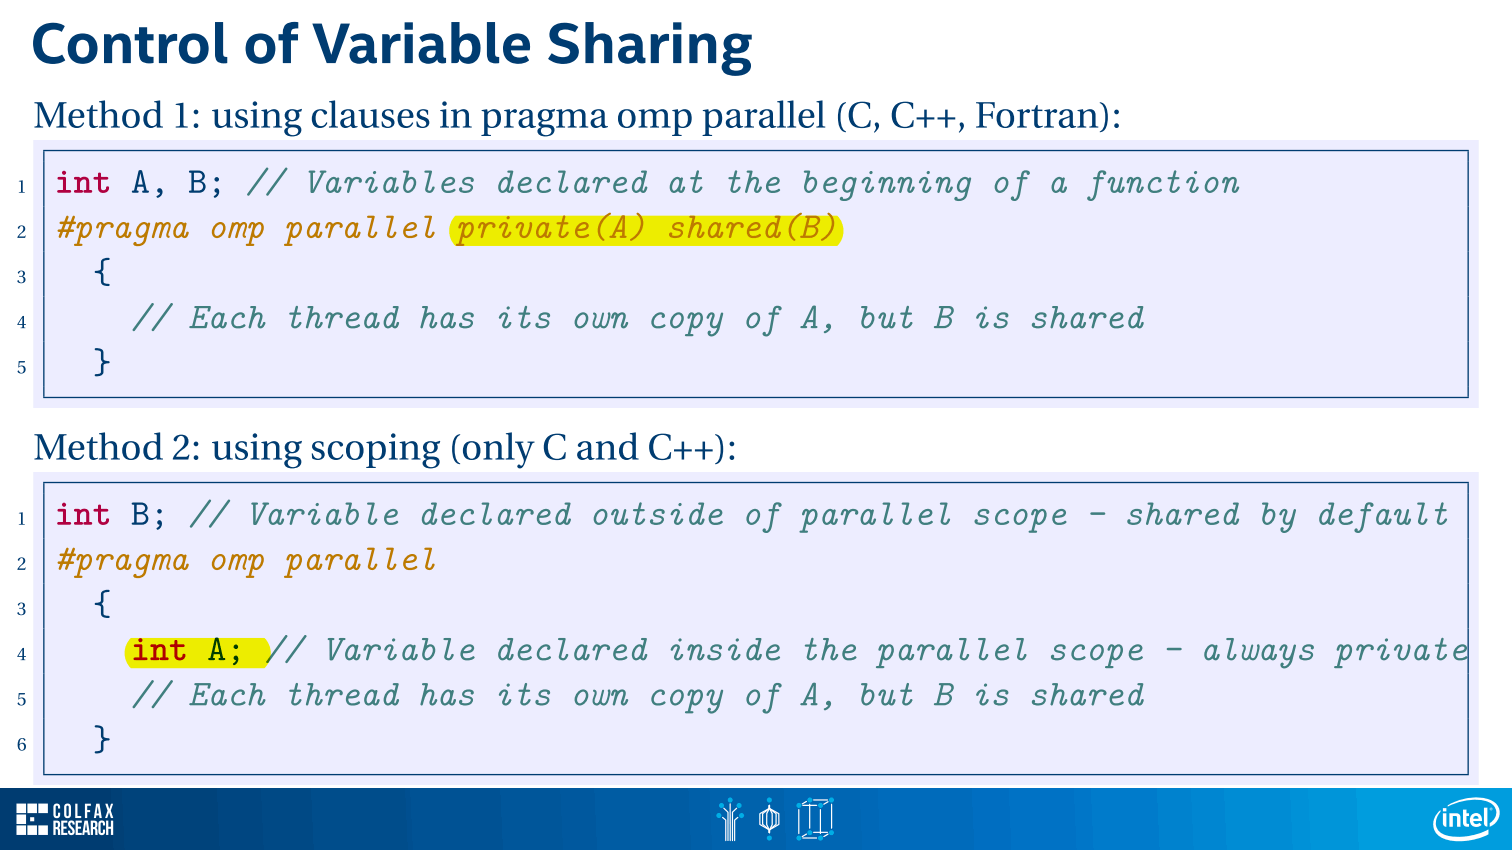 Control of Variable Sharing
Method 1: using clauses in pragma omp parallel (C, C++, Fortran):
1 int A, B; // Variables declared at the beginning of a function
2 #pragma omp parallel private(A) shared(B)
3 {
4 // Each thread has its own copy of A, but B is shared
5 }
Method 2: using scoping (only C and C++):
1 int B; // Variable declared outside of parallel scope - shared by default
2 #pragma omp parallel
3 {
4 int A; // Variable declared inside the parallel scope - always private
5 // Each thread has its own copy of A, but B is shared
6 }
COLFAX
RESEARCH
intel